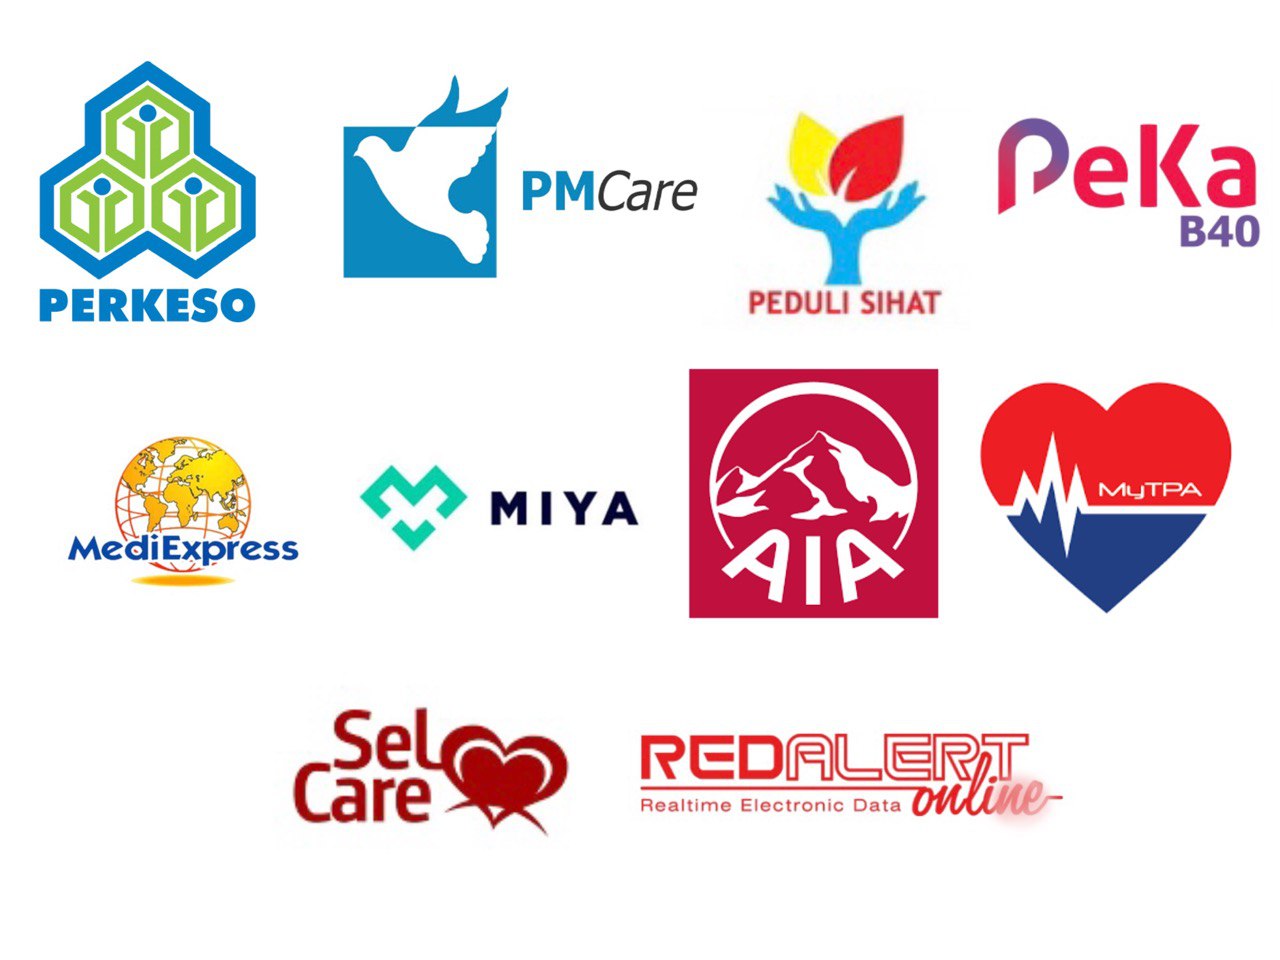 PERKESO
PMCare
PEDULI SIHAT
PeKa
B40
MediExpress
MIYA
AIA
MyTPA
Sel
Care
REDALERT
online
Realtime Electronic Data